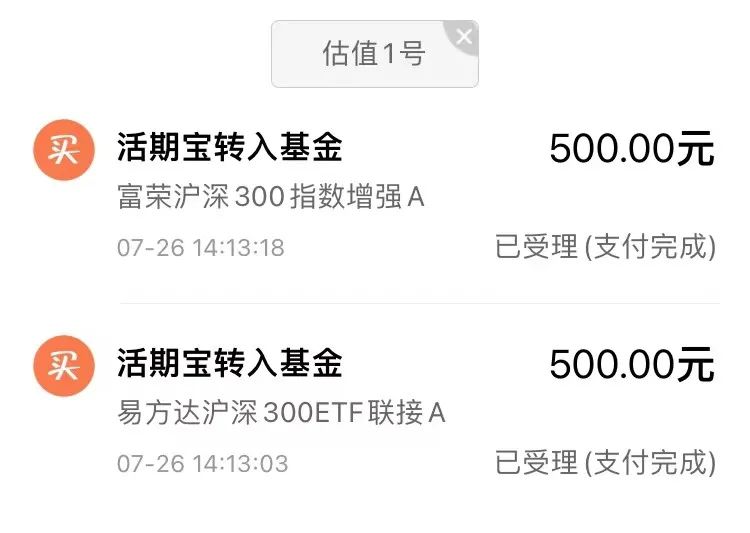 估值1号
买 活期宝转入基金 500.00元
富荣沪深300指数增强A
07-26 14:13:18 已受理(支付完成)
买 活期宝转入基金 500.00元
易方达沪深300ETF联接A
07-26 14:13:03 已受理(支付完成)